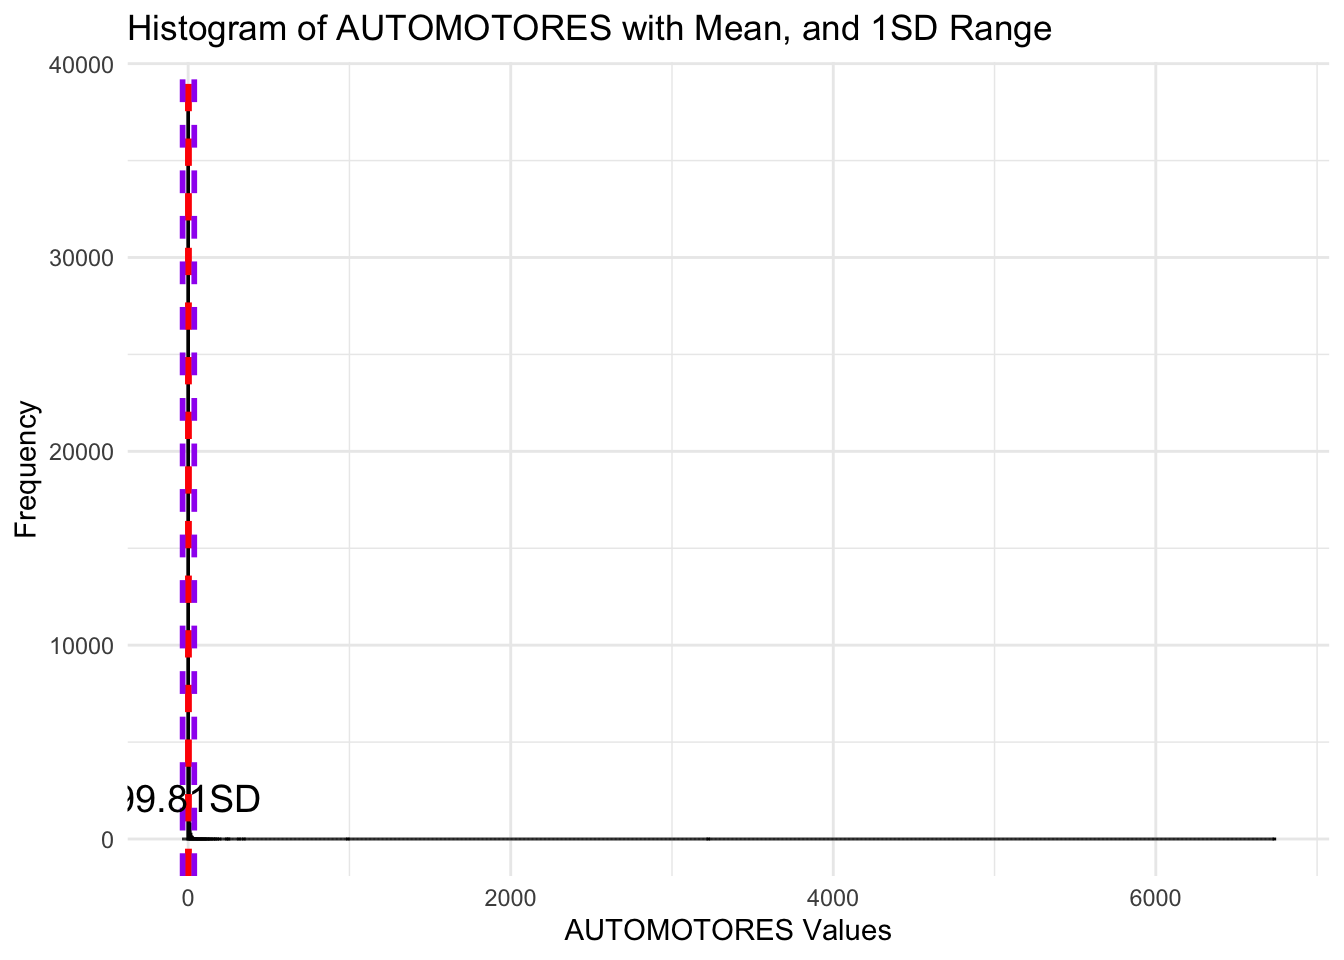 Histogram of AUTOMOTORES with Mean, and 1SD Range
40000
30000
20000
10000
0
Frequency
99.81SD
0
2000
4000
6000
AUTOMOTORES Values